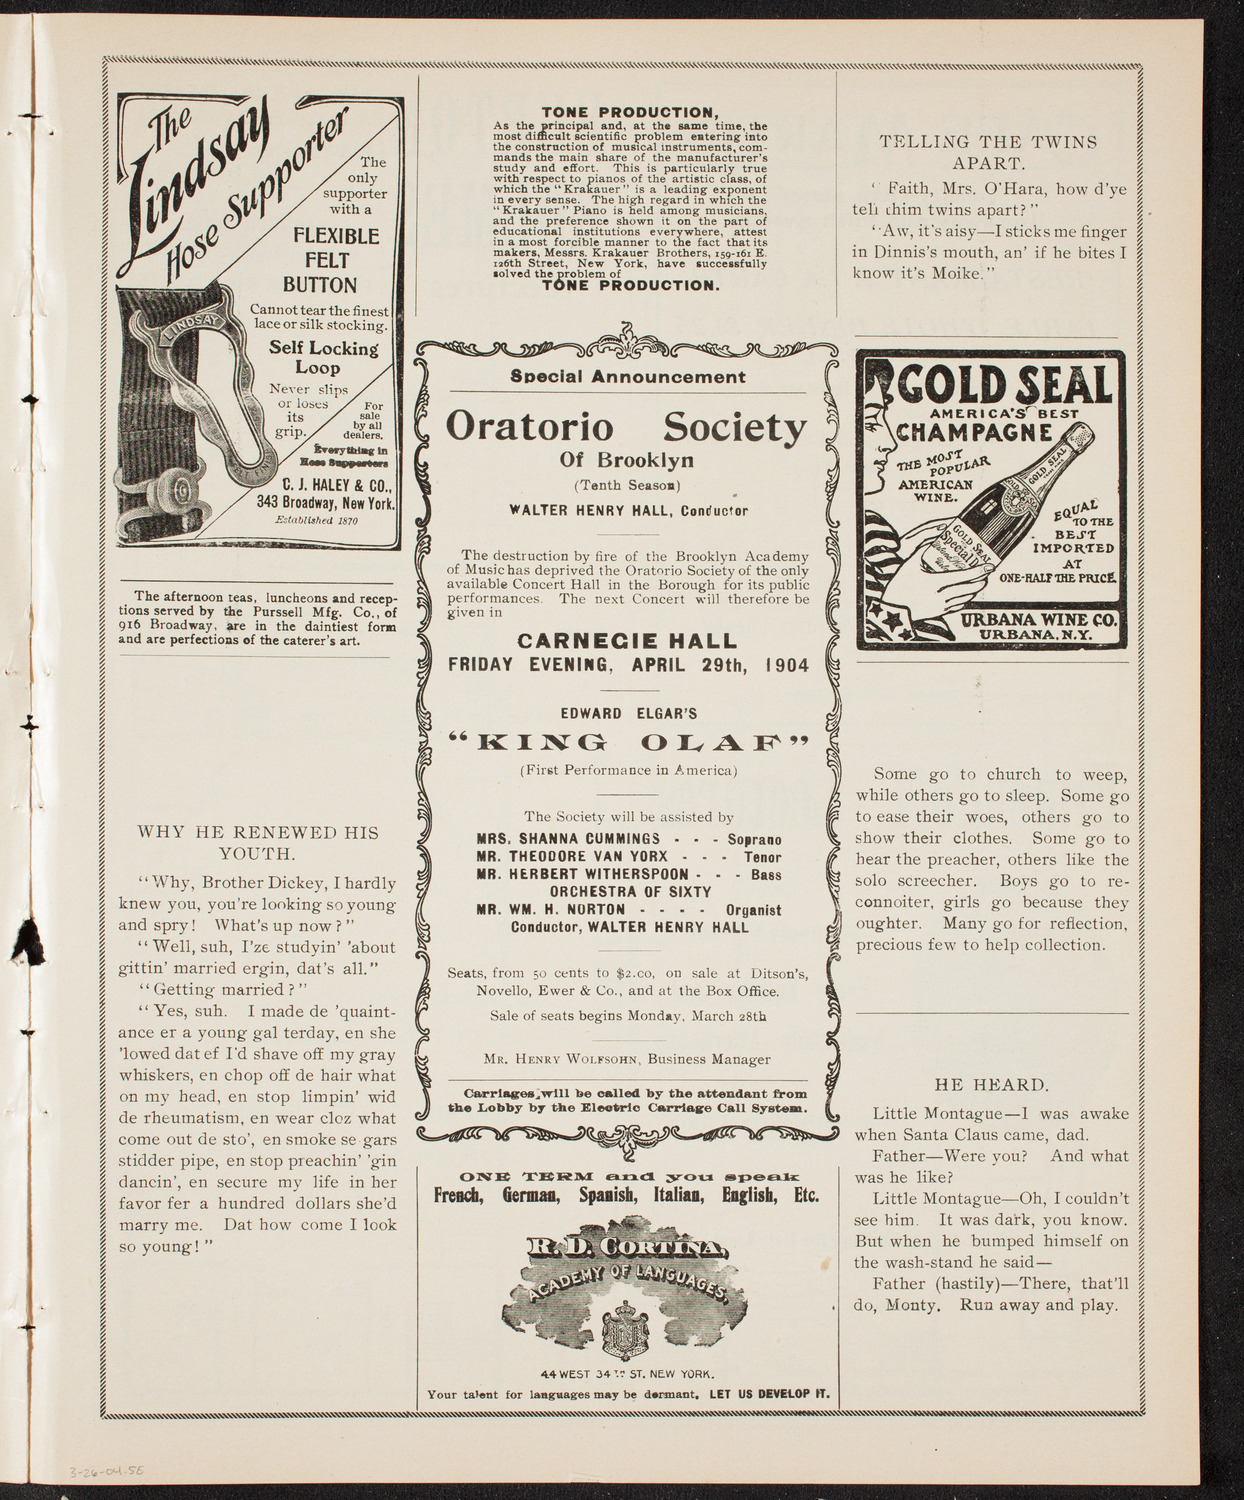 The
Lindsay
Hose Supporter
The
only
supporter
with a
FLEXIBLE
FELT
BUTTON
Cannot tear the finest
lace or silk stocking.
Self Locking
Loop
Never slips
or loses
its
grip.
For
sale
by all
dealers.
Everything in
Hose Supporters
C. J. HALEY & CO.,
343 Broadway, New York.
Established 1870
LINDSAY
The afternoon teas, luncheons and recep-
tions served by the Purssell Mfg. Co., of
916 Broadway, are in the daintiest form
and are perfections of the caterer's art.
WHY HE RENEWED HIS
YOUTH.
"Why, Brother Dickey, I hardly
knew you, you're looking so young
and spry! What's up now?"
"Well, suh, I'ze studyin' 'about
gittin' married ergin, dat's all."
"Getting married?"
"Yes, suh. I made de 'quaint-
ance er a young gal terday, en she
'lowed dat ef I'd shave off my gray
whiskers, en chop off de hair what
on my head, en stop limpin' wid
de rheumatism, en wear cloz what
come out de sto', en smoke se gars
stidder pipe, en stop preachin' 'gin
dancin', en secure my life in her
favor fer a hundred dollars she'd
marry me. Dat how come I look
so young!"
TONE PRODUCTION,
As the principal and, at the same time, the
most difficult scientific problem entering into
the construction of musical instruments, com-
mands the main share of the manufacturer's
study and effort. This is particularly true
with respect to pianos of the artistic class, of
which the "Krakauer" is a leading exponent
in every sense. The high regard in which the
"Krakauer" Piano is held among musicians,
and the preference shown it on the part of
educational institutions everywhere, attest
in a most forcible manner to the fact that its
makers, Messrs. Krakauer Brothers, 159-161 E.
126th Street, New York, have successfully
solved the problem of
TONE PRODUCTION.
Special Announcement
Oratorio Society
Of Brooklyn
(Tenth Season)
WALTER HENRY HALL, Conductor
The destruction by fire of the Brooklyn Academy
of Music has deprived the Oratorio Society of the only
available Concert Hall in the Borough for its public
performances. The next Concert will therefore be
given in
CARNEGIE HALL
FRIDAY EVENING, APRIL 29th, 1904
EDWARD ELGAR'S
"KING OLAF"
(First Performance in America)
The Society will be assisted by
MRS. SHANNA CUMMINGS - - - Soprano
MR. THEODORE VAN YORX - - - Tenor
MR. HERBERT WITHERSPOON - - - Bass
ORCHESTRA OF SIXTY
MR. WM. H. NORTON - - - - Organist
Conductor, WALTER HENRY HALL
Seats, from 50 cents to $2.00, on sale at Ditson's,
Novello, Ewer & Co., and at the Box Office.
Sale of seats begins Monday, March 28th
MR. HENRY WOLFSOHN, Business Manager
Carriages will be called by the attendant from
the Lobby by the Electric Carriage Call System.
ONE TERM and you speak
French, German, Spanish, Italian, English, Etc.
R. D. CORTINA,
ACADEMY OF LANGUAGES,
44 WEST 34TH ST. NEW YORK.
Your talent for languages may be dormant. LET US DEVELOP IT.
TELLING THE TWINS
APART.
' Faith, Mrs. O'Hara, how d'ye
tell thim twins apart?"
"Aw, it's aisy—I sticks me finger
in Dinnis's mouth, an' if he bites I
know it's Moike."
GOLD SEAL
AMERICA'S BEST
CHAMPAGNE
THE MOST
POPULAR
AMERICAN
WINE.
GOLD SEAL
GOLD SEAL
Special Dry
EQUAL
TO THE
BEST
IMPORTED
AT
ONE-HALF THE PRICE.
URBANA WINE CO.
URBANA, N.Y.
Some go to church to weep,
while others go to sleep. Some go
to ease their woes, others go to
show their clothes. Some go to
hear the preacher, others like the
solo screecher. Boys go to re-
connoiter, girls go because they
oughter. Many go for reflection,
precious few to help collection.
HE HEARD.
Little Montague—I was awake
when Santa Claus came, dad.
Father—Were you? And what
was he like?
Little Montague—Oh, I couldn't
see him. It was dark, you know.
But when he bumped himself on
the wash-stand he said—
Father (hastily)—There, that'll
do, Monty. Run away and play.
3-26-04.5E